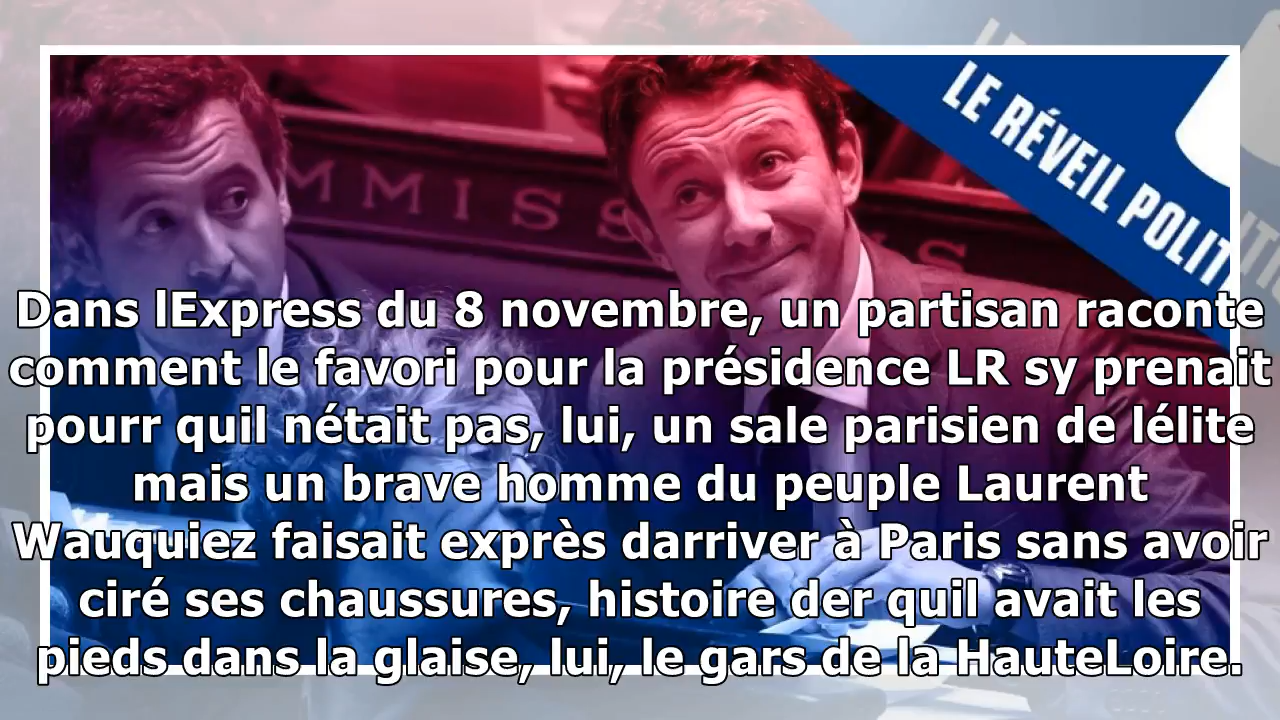 LE RÉVEIL POLIT
MMISS
Dans lExpress du 8 novembre, un partisan raconte
comment le favori pour la présidence LR sy prenait
pourr quil nétait pas, lui, un sale parisien de lélite
mais un brave homme du peuple Laurent
Wauquiez faisait exprès darriver à Paris sans avoir
ciré ses chaussures, histoire der quil avait les
pieds dans la glaise, lui, le gars de la HauteLoire.